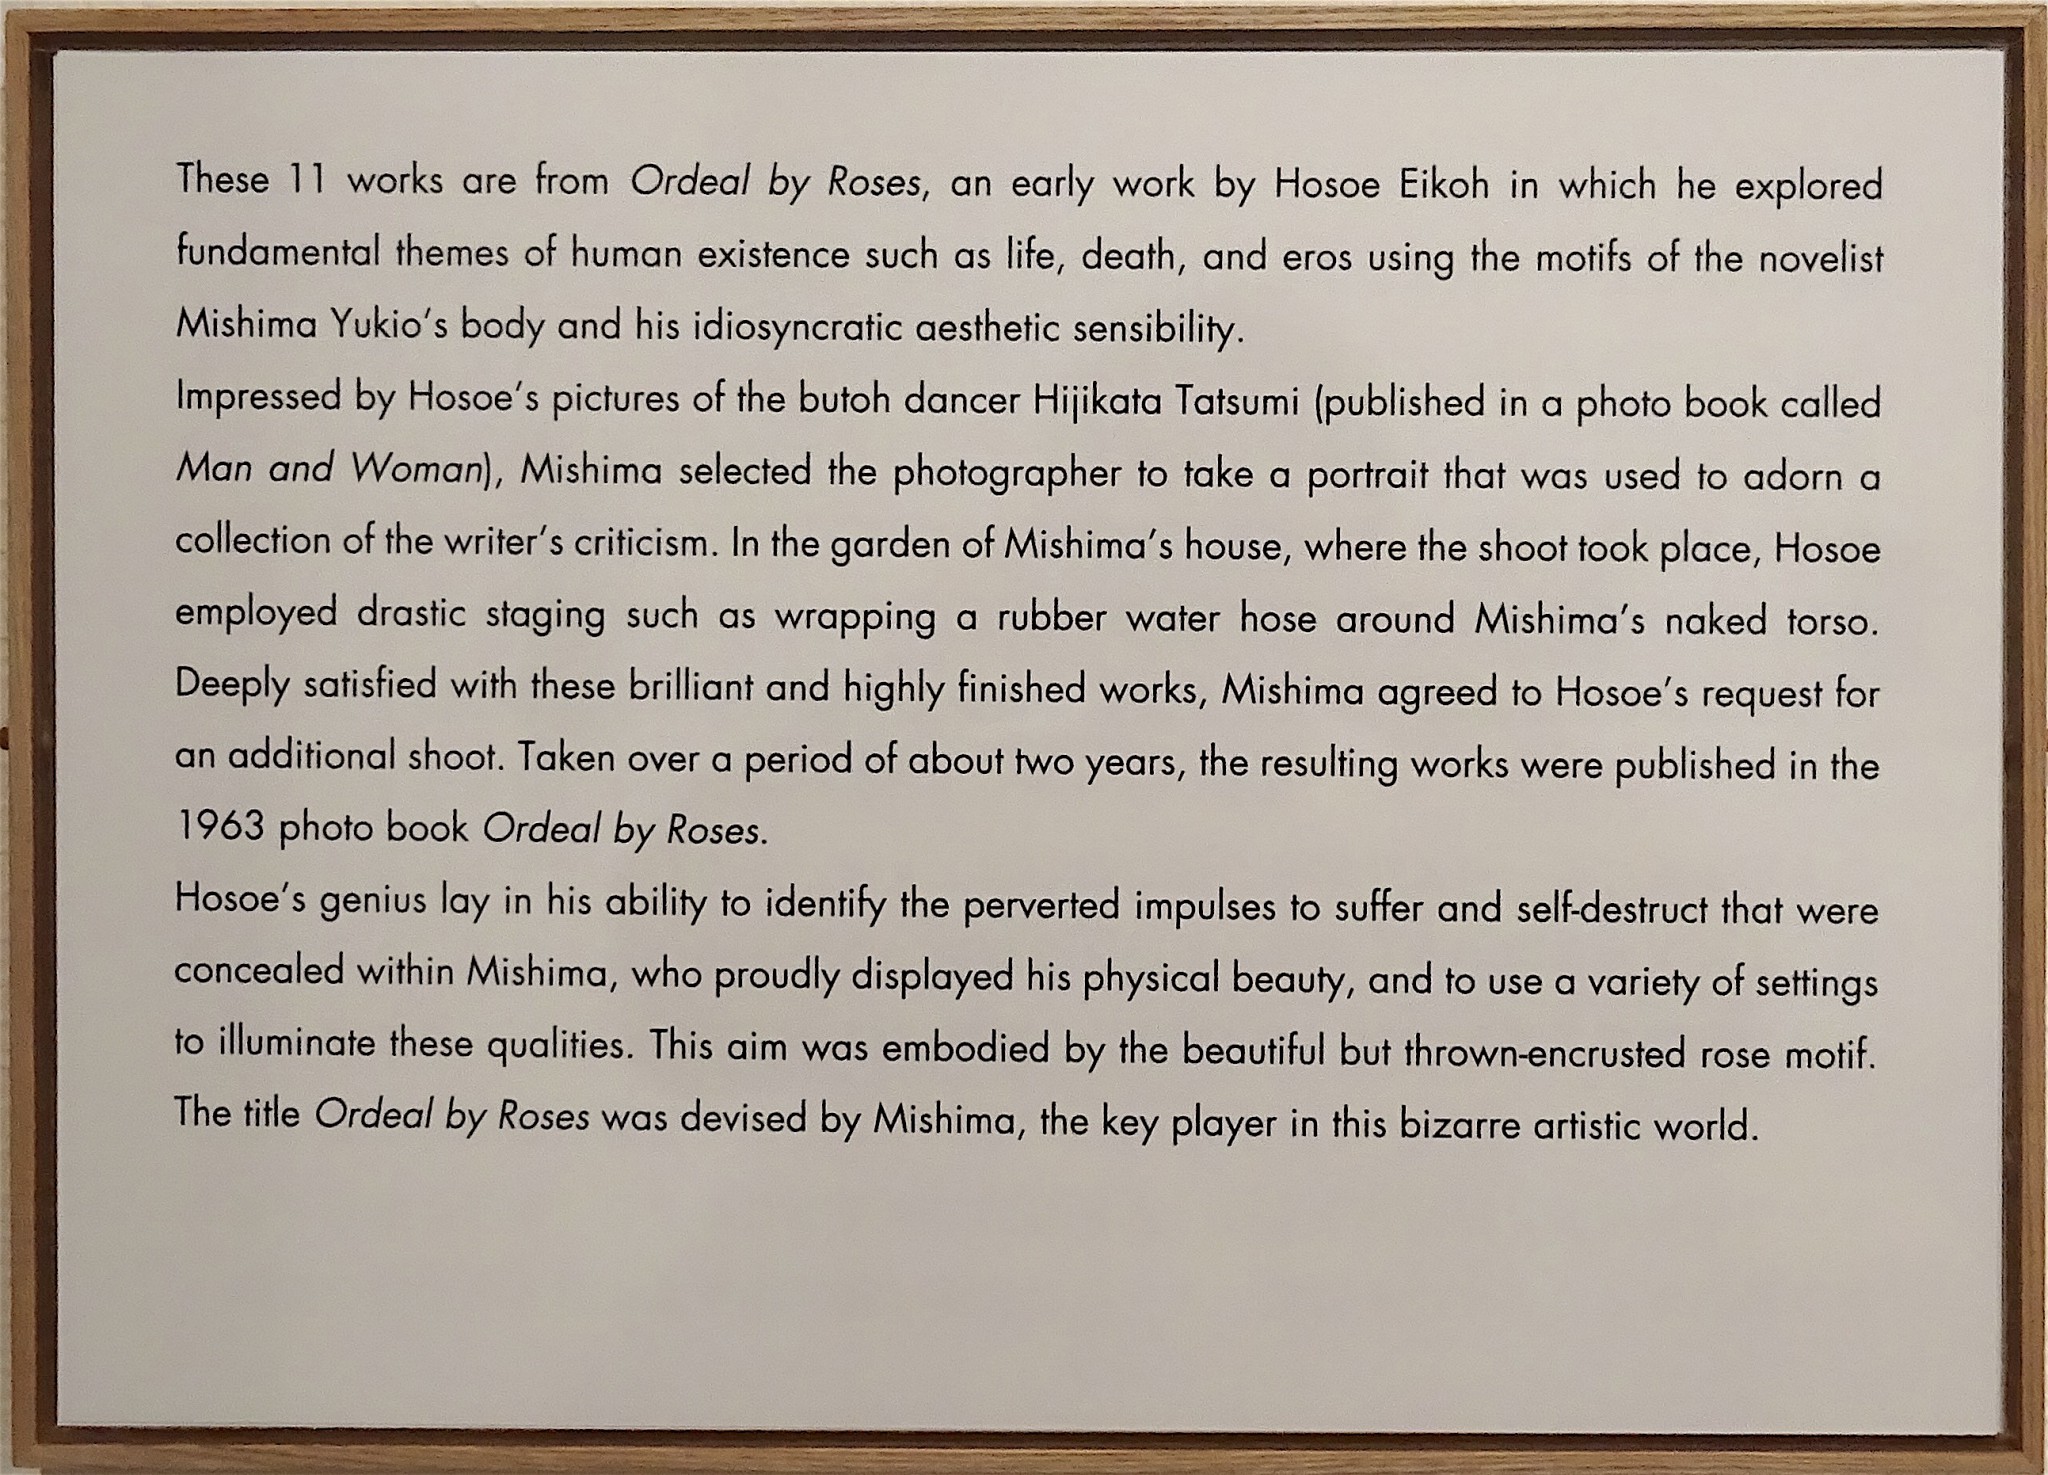 These 11 works are from Ordeal by Roses, an early work by Hosoe Eikoh in which he explored
fundamental themes of human existence such as life, death, and eros using the motifs of the novelist
Mishima Yukio's body and his idiosyncratic aesthetic sensibility.
Impressed by Hosoe's pictures of the butoh dancer Hijikata Tatsumi (published in a photo book called
Man and Woman), Mishima selected the photographer to take a portrait that was used to adorn a
collection of the writer's criticism. In the garden of Mishima's house, where the shoot took place, Hosoe
employed drastic staging such as wrapping a rubber water hose around Mishima's naked torso.
Deeply satisfied with these brilliant and highly finished works, Mishima agreed to Hosoe's request for
an additional shoot. Taken over a period of about two years, the resulting works were published in the
1963 photo book Ordeal by Roses.
Hosoe's genius lay in his ability to identify the perverted impulses to suffer and self-destruct that were
concealed within Mishima, who proudly displayed his physical beauty, and to use a variety of settings
to illuminate these qualities. This aim was embodied by the beautiful but thrown-encrusted rose motif.
The title Ordeal by Roses was devised by Mishima, the key player in this bizarre artistic world.